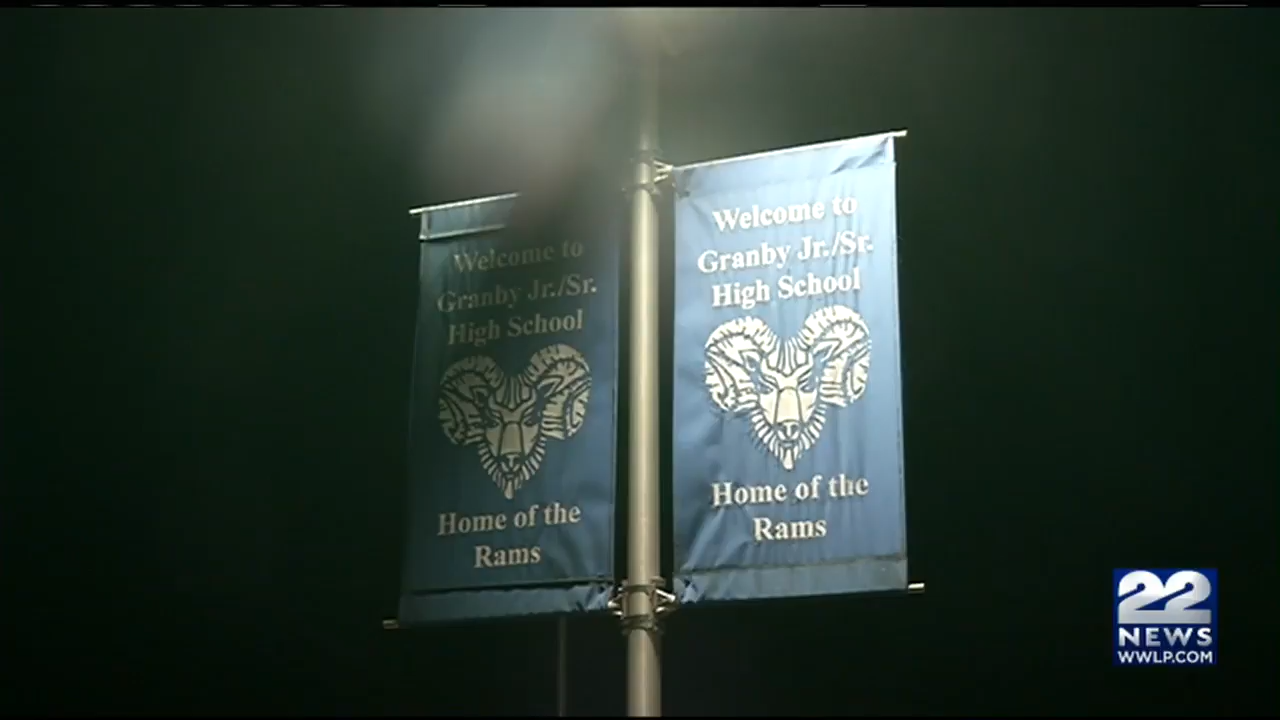 Welcome to
Granby Jr./Sr.
High School
Home of the
Rams
Welcome to
Granby Jr./Sr.
High School
Home of the
Rams
22
NEWS
WWLP.COM